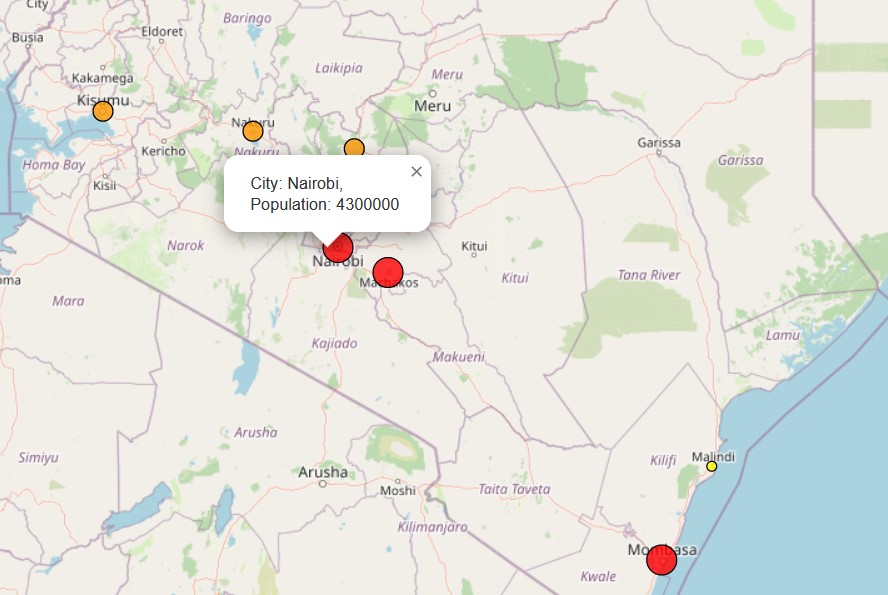 City
Baringo
Busia
Eldoret
Laikipia
Meru
Kakamega
Kisumu
Meru
Nakuru
Garissa
Kericho
Nakuru
Homa Bay
Garissa
Kisii
×
City: Nairobi,
Population: 4300000
Narok
Kitui
Nairobi
Tana River
Kitui
Machakos
oma
Mara
Lamu
Kajiado
Makueni
Arusha
Simiyu
Malindi
Kilifi
Arusha
Moshi
Taita Taveta
Kilimanjaro
Mombasa
Kwale